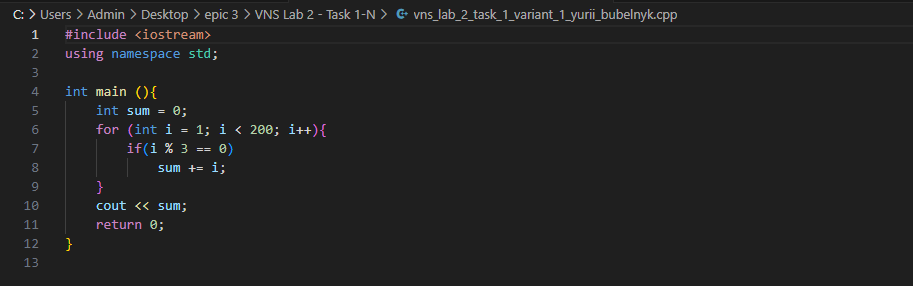 C: > Users > Admin > Desktop > epic 3 > VNS Lab 2 - Task 1-N > vns_lab_2_task_1_variant_1_yurii_bubelnyk.cpp
1 #include <iostream>
2 using namespace std;
3
4 int main (){
5     int sum = 0;
6     for (int i = 1; i < 200; i++){
7         if(i % 3 == 0)
8             sum += i;
9     }
10     cout << sum;
11     return 0;
12 }
13